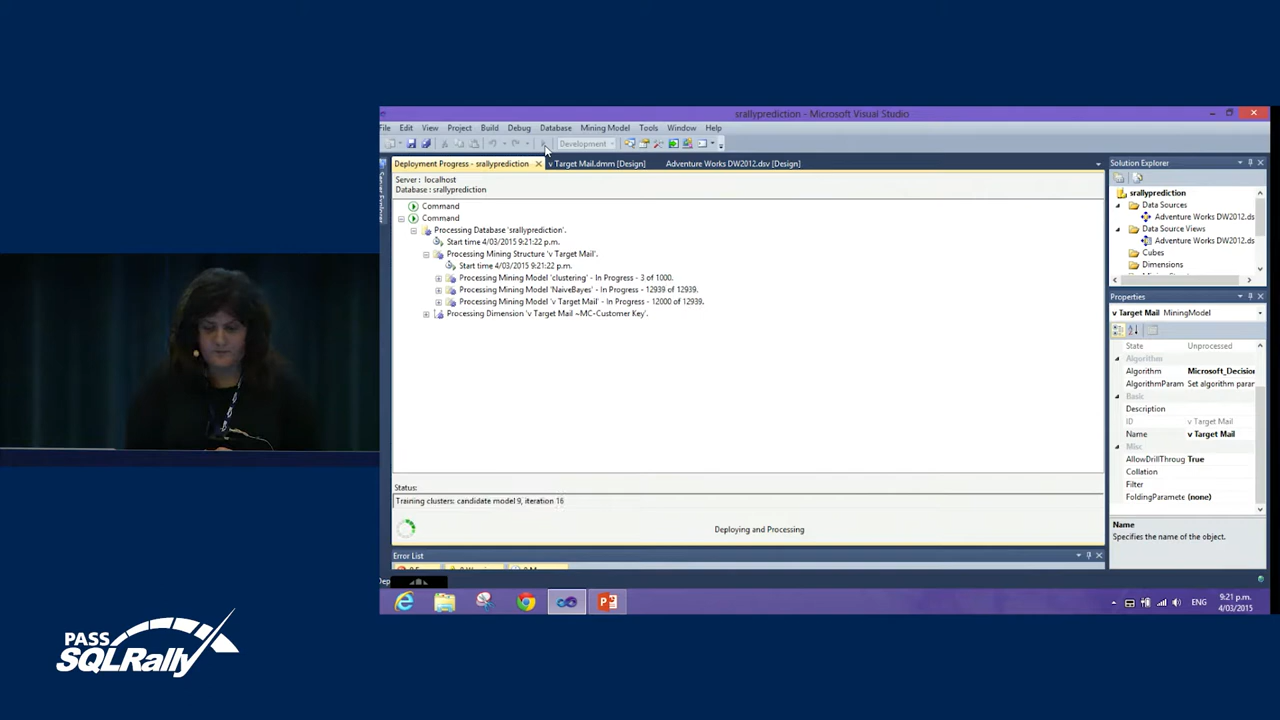 srallyprediction - Microsoft Visual Studio
File Edit View Project Build Debug Database Mining Model Tools Window Help
Development
Deployment Progress - srallyprediction
v Target Mail.dmm [Design]
Adventure Works DW2012.dsv [Design]
Server : localhost
Database : srallyprediction
Command
Command
Processing Database 'srallyprediction'.
Start time 4/03/2015 9:21:22 p.m.
Processing Mining Structure 'v Target Mail'.
Start time 4/03/2015 9:21:22 p.m.
Processing Mining Model 'clustering' - In Progress - 3 of 1000.
Processing Mining Model 'NaiveBayes' - In Progress - 12939 of 12939.
Processing Mining Model 'v Target Mail' - In Progress - 12000 of 12939.
Processing Dimension 'v Target Mail ~MC-Customer Key'.
Status:
Training clusters: candidate model 9, iteration 16
Deploying and Processing
Error List
Solution Explorer
srallyprediction
Data Sources
Adventure Works DW2012.ds
Data Source Views
Adventure Works DW2012.ds
Cubes
Dimensions
Properties
v Target Mail MiningModel
State Unprocessed
Algorithm
Algorithm Microsoft_Decision
AlgorithmParam Set algorithm parar
Basic
Description
ID v Target Mail
Name v Target Mail
Misc
AllowDrillThroug True
Collation
Filter
FoldingParamete (none)
Name
Specifies the name of the object.
ENG
9:21 p.m.
4/03/2015
PASS
SQLRally